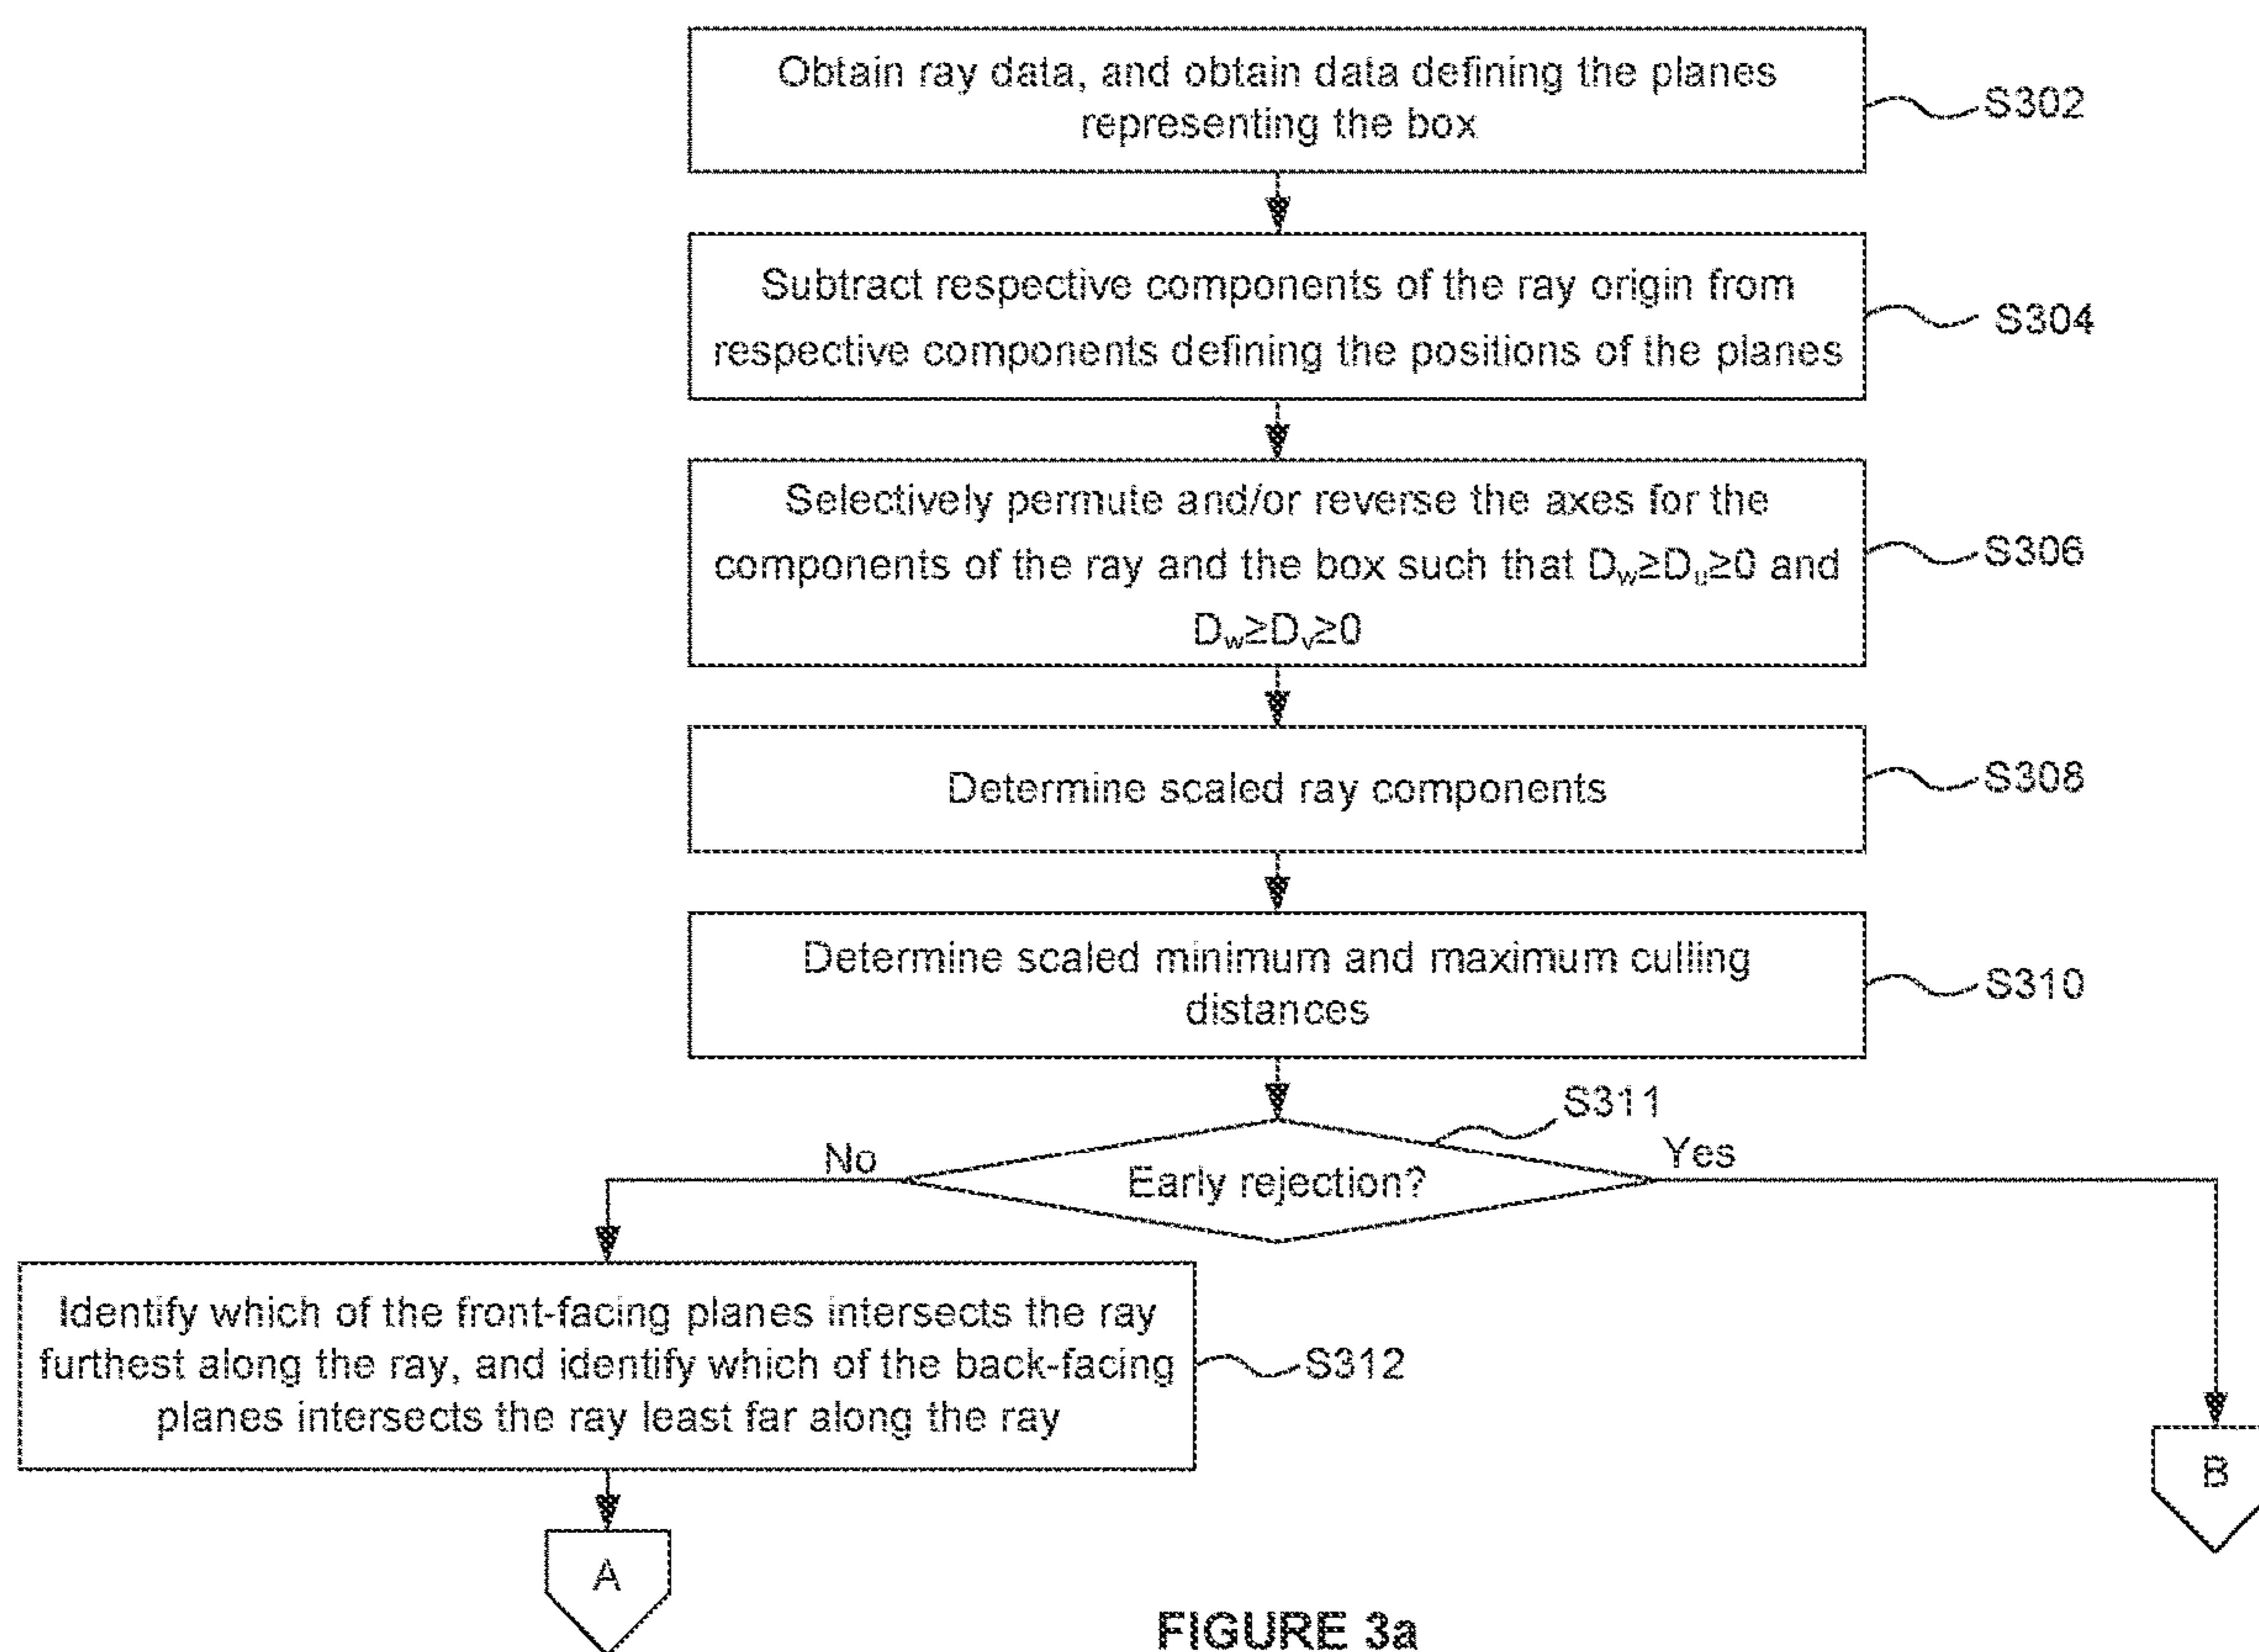 Obtain ray data, and obtain data defining the planes
representing the box
S302
Subtract respective components of the ray origin from
respective components defining the positions of the planes
S304
Selectively permute and/or reverse the axes for the
components of the ray and the box such that D_w≥D_u≥0 and
D_w≥D_v≥0
S306
Determine scaled ray components
S308
Determine scaled minimum and maximum culling
distances
S310
S311
No
Early rejection?
Yes
Identify which of the front-facing planes intersects the ray
furthest along the ray, and identify which of the back-facing
planes intersects the ray least far along the ray
S312
B
A
FIGURE 3a